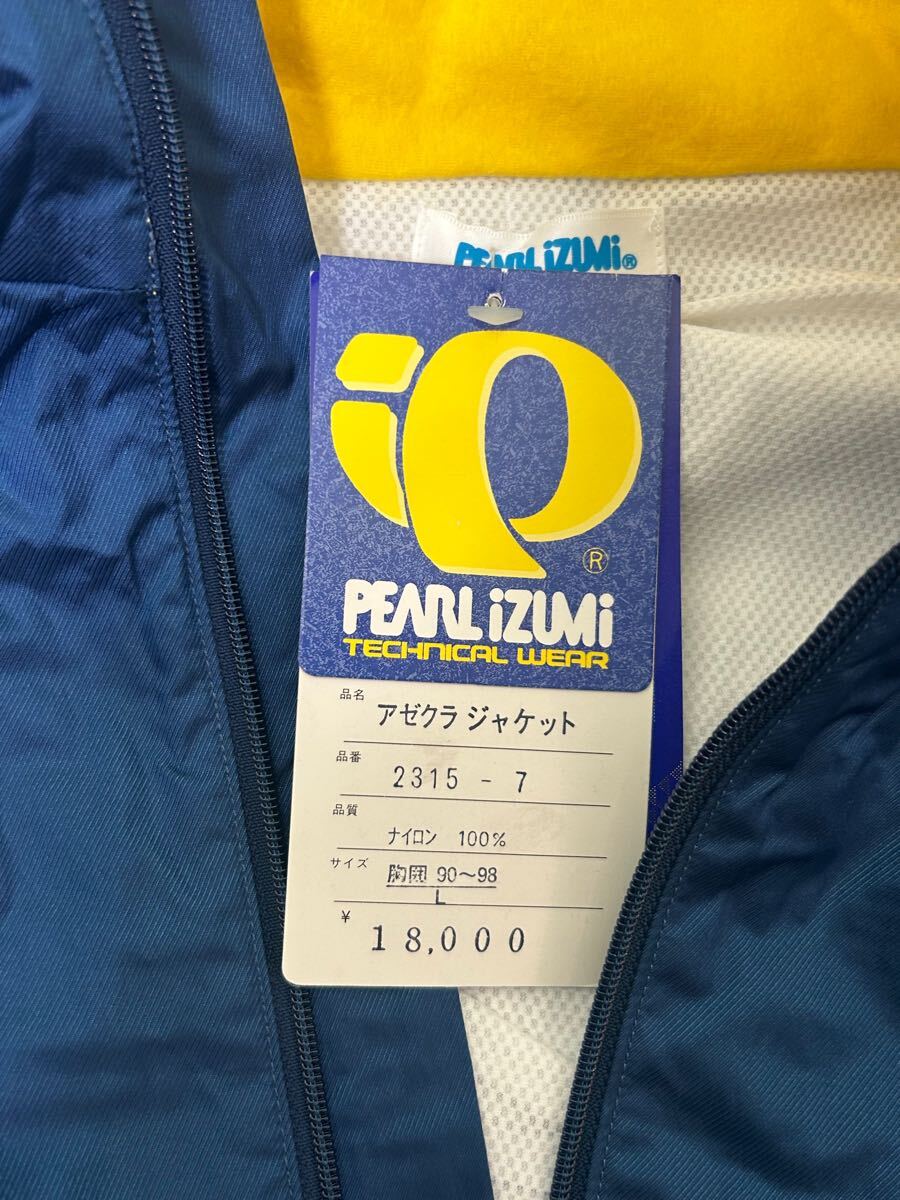 PEARL iZUMi®
®
PEARL iZUMi
TECHNICAL WEAR
品名
アゼクラ ジャケット
品番
2315 - 7
品質
ナイロン 100%
サイズ
胸囲 90～98
L
¥
18,000